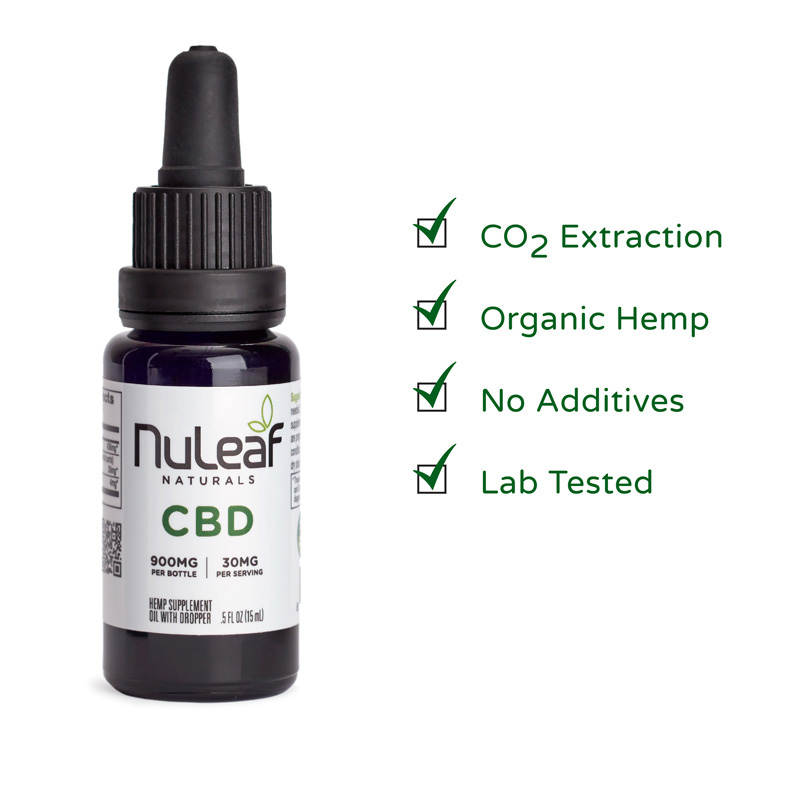 NuLeaf
NATURALS
CBD
900MG
PER BOTTLE
30MG
PER SERVING
HEMP SUPPLEMENT
OIL WITH DROPPER .5 FL OZ (15 mL)
CO2 Extraction
Organic Hemp
No Additives
Lab Tested